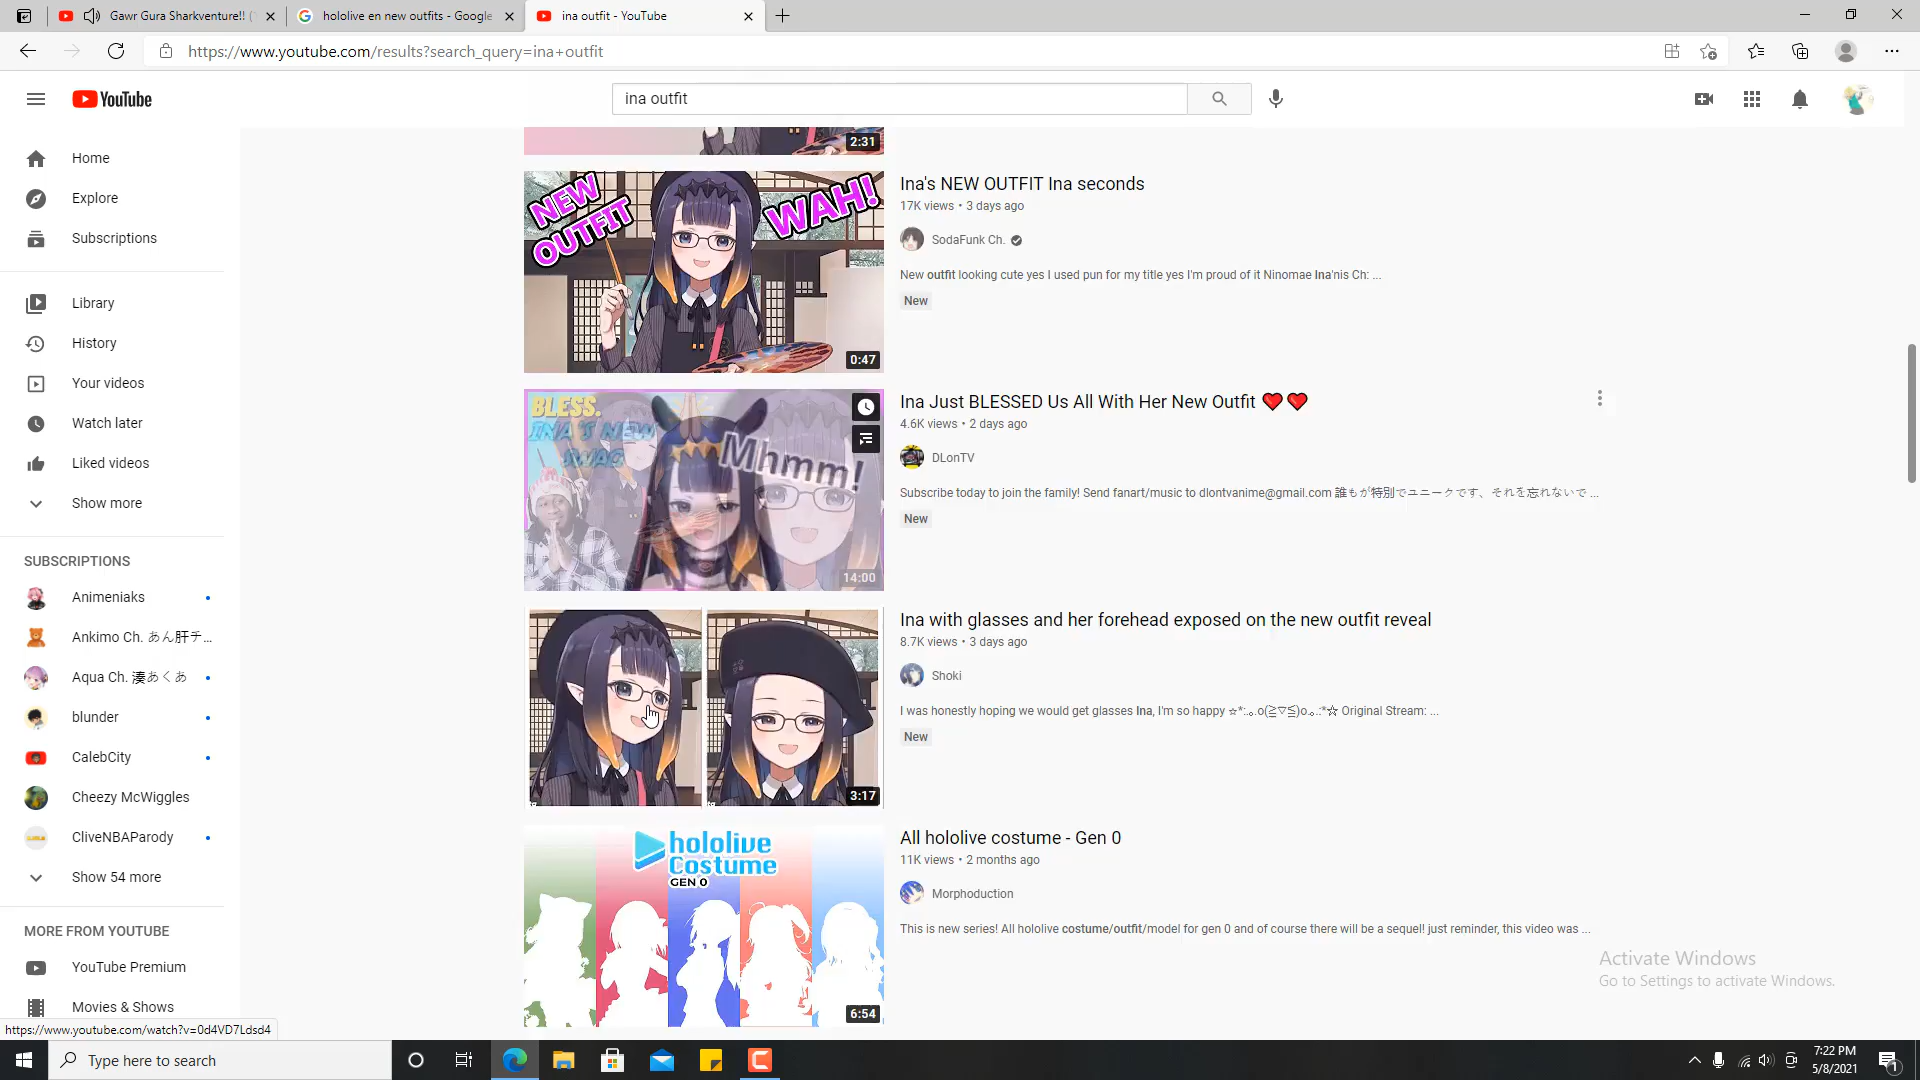 Gawr Gura Sharkventure!! (
hololive en new outfits - Google
ina outfit - YouTube
https://www.youtube.com/results?search_query=ina+outfit
YouTube
ina outfit
Home
Explore
Subscriptions
Library
History
Your videos
Watch later
Liked videos
Show more
SUBSCRIPTIONS
Animeniaks
Ankimo Ch. あん肝チ...
Aqua Ch. 湊あくあ
blunder
CalebCity
Cheezy McWiggles
CliveNBAParody
Show 54 more
MORE FROM YOUTUBE
YouTube Premium
Movies & Shows
https://www.youtube.com/watch?v=0d4VD7Ldsd4
2:31
NEW
OUTFIT
WAH!
0:47
Ina's NEW OUTFIT Ina seconds
17K views • 3 days ago
SodaFunk Ch.
New outfit looking cute yes I used pun for my title yes I'm proud of it Ninomae Ina'nis Ch: ...
New
BLESS.
INA'S NEW
SWAG
Mhmm!
14:00
Ina Just BLESSED Us All With Her New Outfit ❤️❤️
4.6K views • 2 days ago
DLonTV
Subscribe today to join the family! Send fanart/music to dlontvanime@gmail.com 誰もが特別でユニークです、それを忘れないで ...
New
3:17
Ina with glasses and her forehead exposed on the new outfit reveal
8.7K views • 3 days ago
Shoki
I was honestly hoping we would get glasses Ina, I'm so happy ☆*:.｡.o(≧▽≦)o.｡.:*☆ Original Stream: ...
New
hololive
Costume
GEN 0
6:54
All hololive costume - Gen 0
11K views • 2 months ago
Morphoduction
This is new series! All hololive costume/outfit/model for gen 0 and of course there will be a sequel! just reminder, this video was ...
Activate Windows
Go to Settings to activate Windows.
Type here to search
7:22 PM
5/8/2021
1